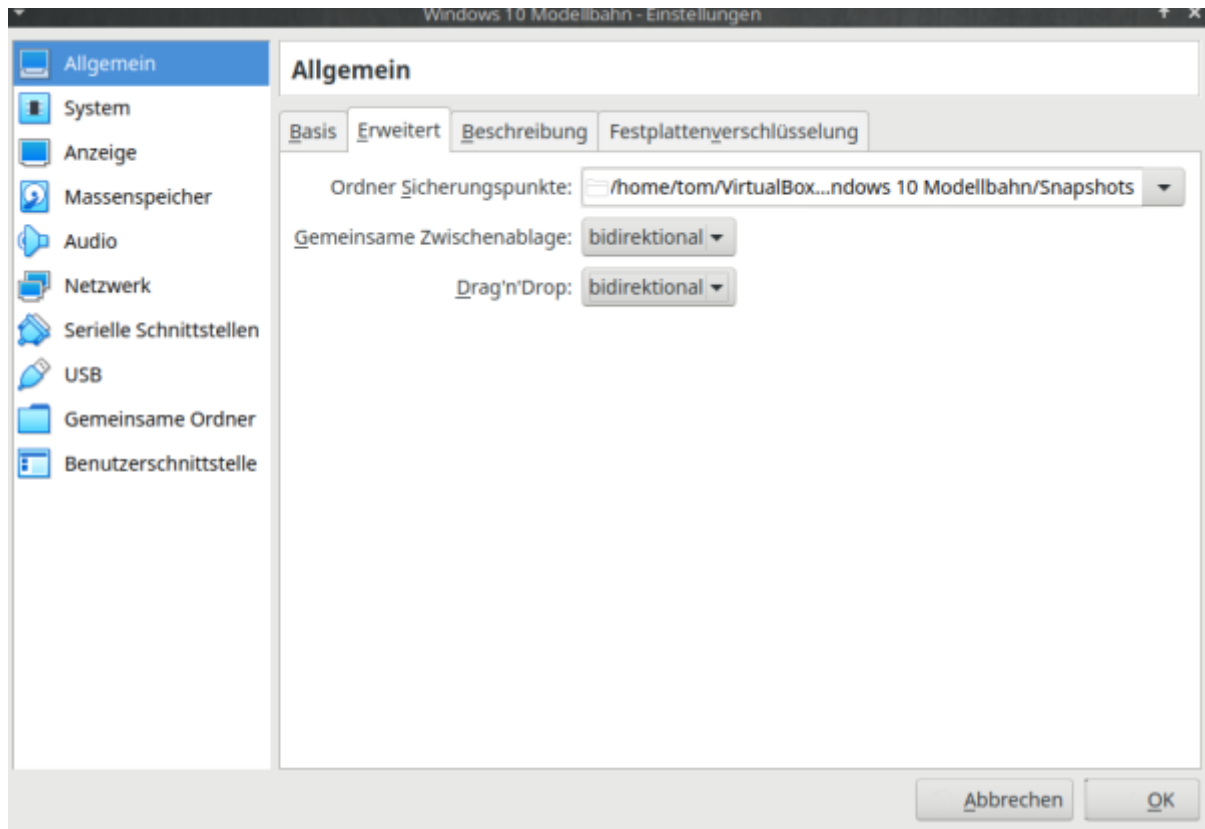 Windows 10 Modellbahn - Einstellungen
Allgemein
System
Anzeige
Massenspeicher
Audio
Netzwerk
Serielle Schnittstellen
USB
Gemeinsame Ordner
Benutzerschnittstelle
Allgemein
Basis Erweitert Beschreibung Festplattenverschlüsselung
Ordner Sicherungspunkte: /home/tom/VirtualBox...ndows 10 Modellbahn/Snapshots
Gemeinsame Zwischenablage: bidirektional
Drag'n'Drop: bidirektional
Abbrechen OK